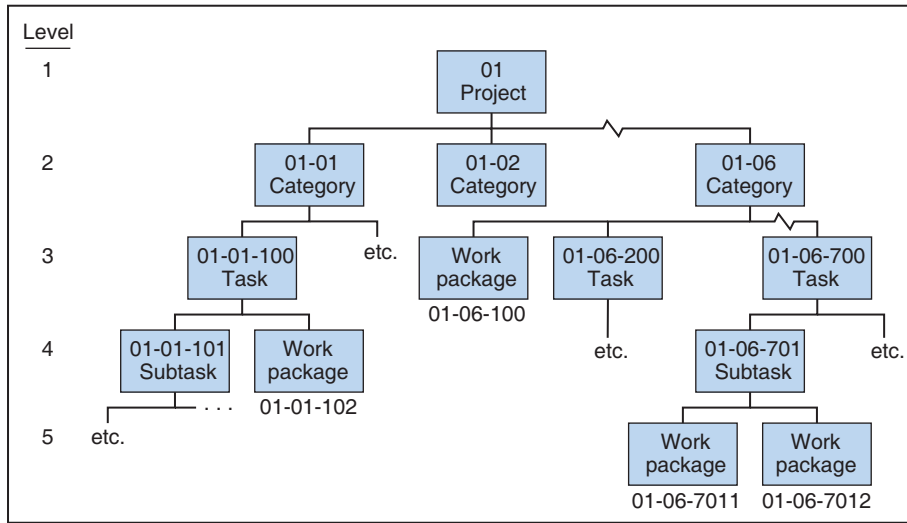 Level
1
01
Project
2
01-01
Category
01-02
Category
01-06
Category
3
01-01-100
Task
etc.
Work
package
01-06-100
01-06-200
Task
01-06-700
Task
4
01-01-101
Subtask
Work
package
01-01-102
etc.
01-06-701
Subtask
etc.
5
etc.
. . .
Work
package
01-06-7011
Work
package
01-06-7012